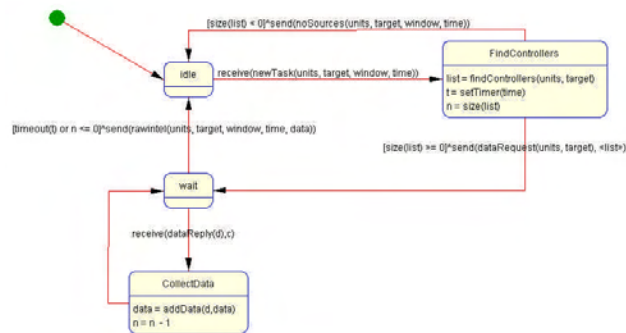 [size(list) < 0]^send(noSources(units, target, window, time))
FindControllers
Idle
receive(newTask(units, target, window, time))
list = findControllers(units, target)
t = setTimer(time)
n = size(list)
[timeout(t) or n <= 0]^send(rawintel(units, target, window, time, data))
[size(list) >= 0]^send(dataRequest(units, target), <list>)
wait
receive(dataReply(d),c)
CollectData
data = addData(d,data)
n = n - 1